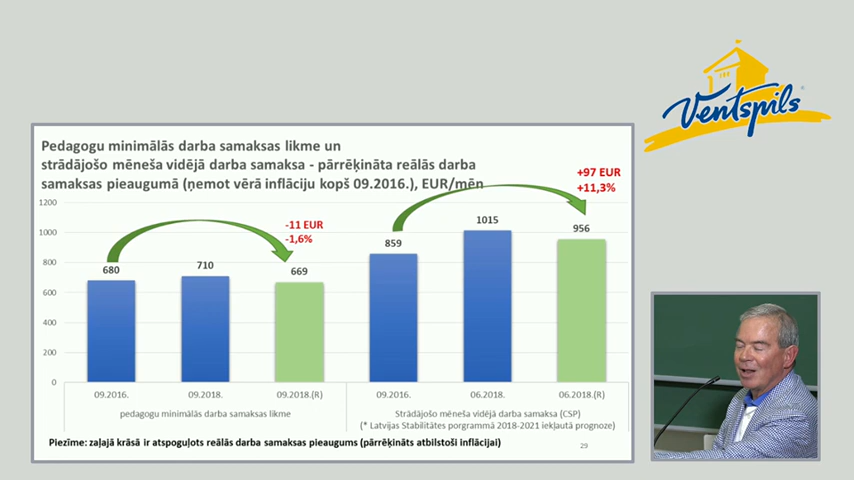 Ventspils
Pedagogu minimālās darba samaksas likme un
strādājošo mēneša vidējā darba samaksa - pārrēķināta reālās darba
samaksas pieaugumā (ņemot vērā inflāciju kopš 09.2016.), EUR/mēn
+97 EUR
+11,3%
-11 EUR
-1,6%
1200
1000
800
600
400
200
0
680
710
669
859
1015
956
09.2016.
09.2018.
09.2018.(R)
09.2016.
06.2018.
06.2018.(R)
pedagogu minimālās darba samaksas likme
Strādājošo mēneša vidējā darba samaksa (CSP)
(* Latvijas Stabilitātes porgrammā 2018-2021 iekļautā prognoze)
Piezīme: zaļajā krāsā ir atspoguļots reālās darba samaksas pieaugums (pārrēķināts atbilstoši inflācijai)
29